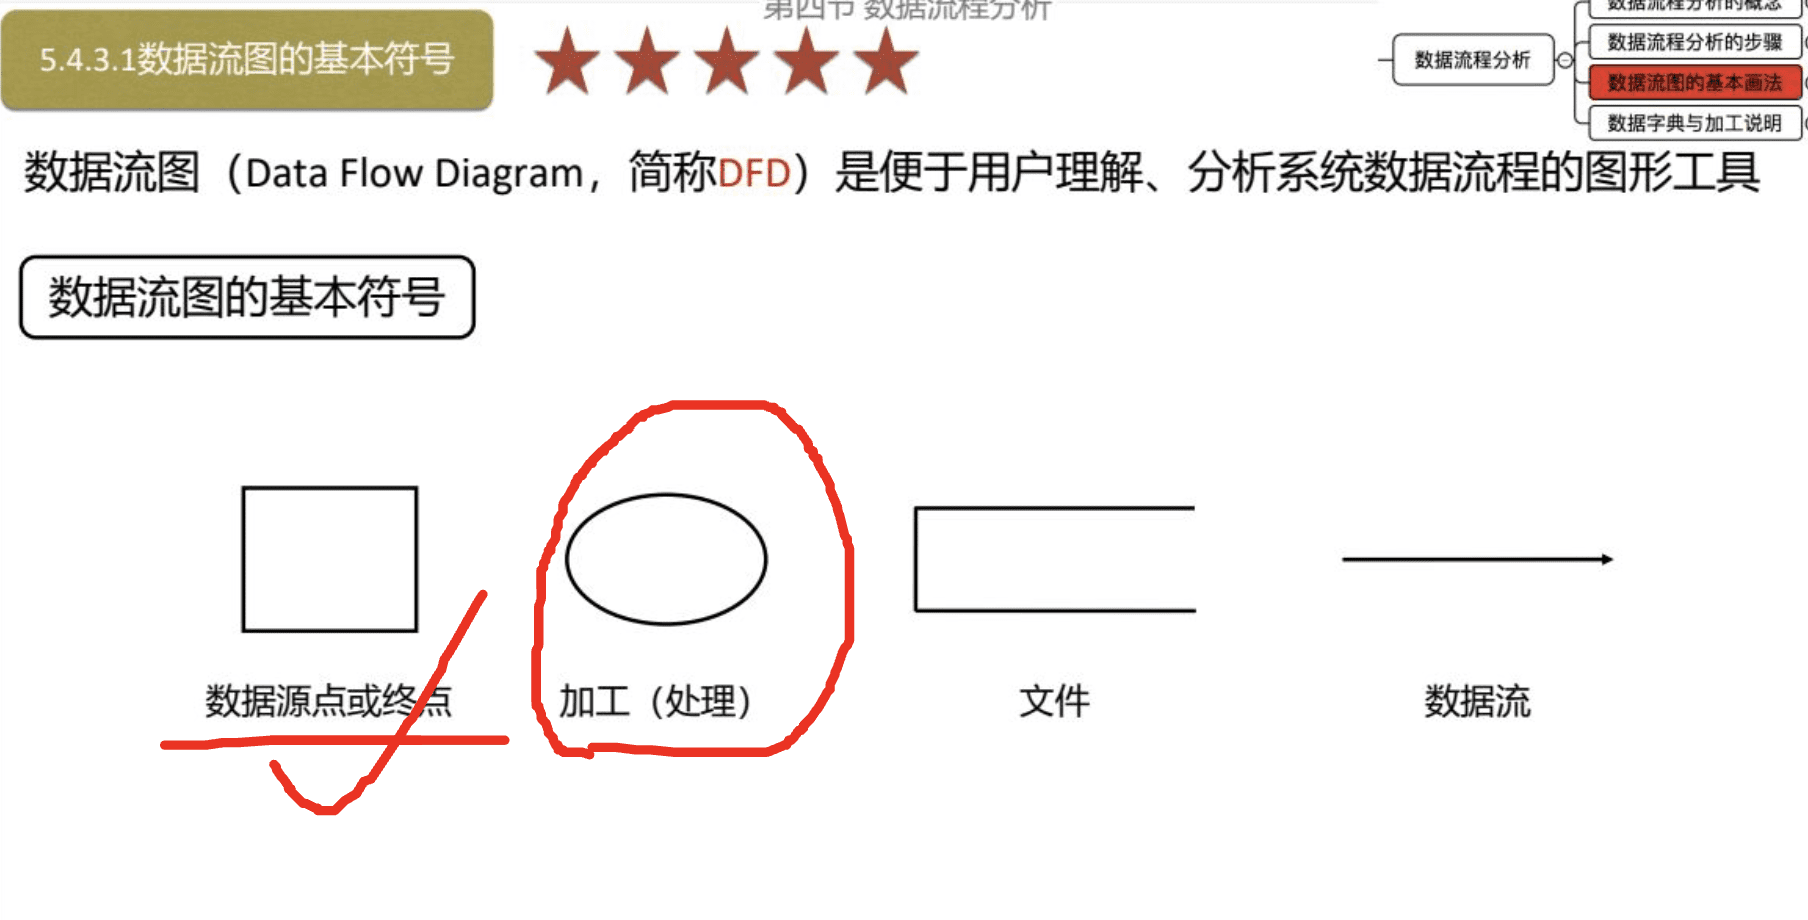 第四节 数据流程分析
5.4.3.1数据流图的基本符号
数据流程分析
数据流程分析的概念
数据流程分析的步骤
数据流图的基本画法
数据字典与加工说明
数据流图（Data Flow Diagram，简称DFD）是便于用户理解、分析系统数据流程的图形工具
数据流图的基本符号
数据源点或终点
加工（处理）
文件
数据流